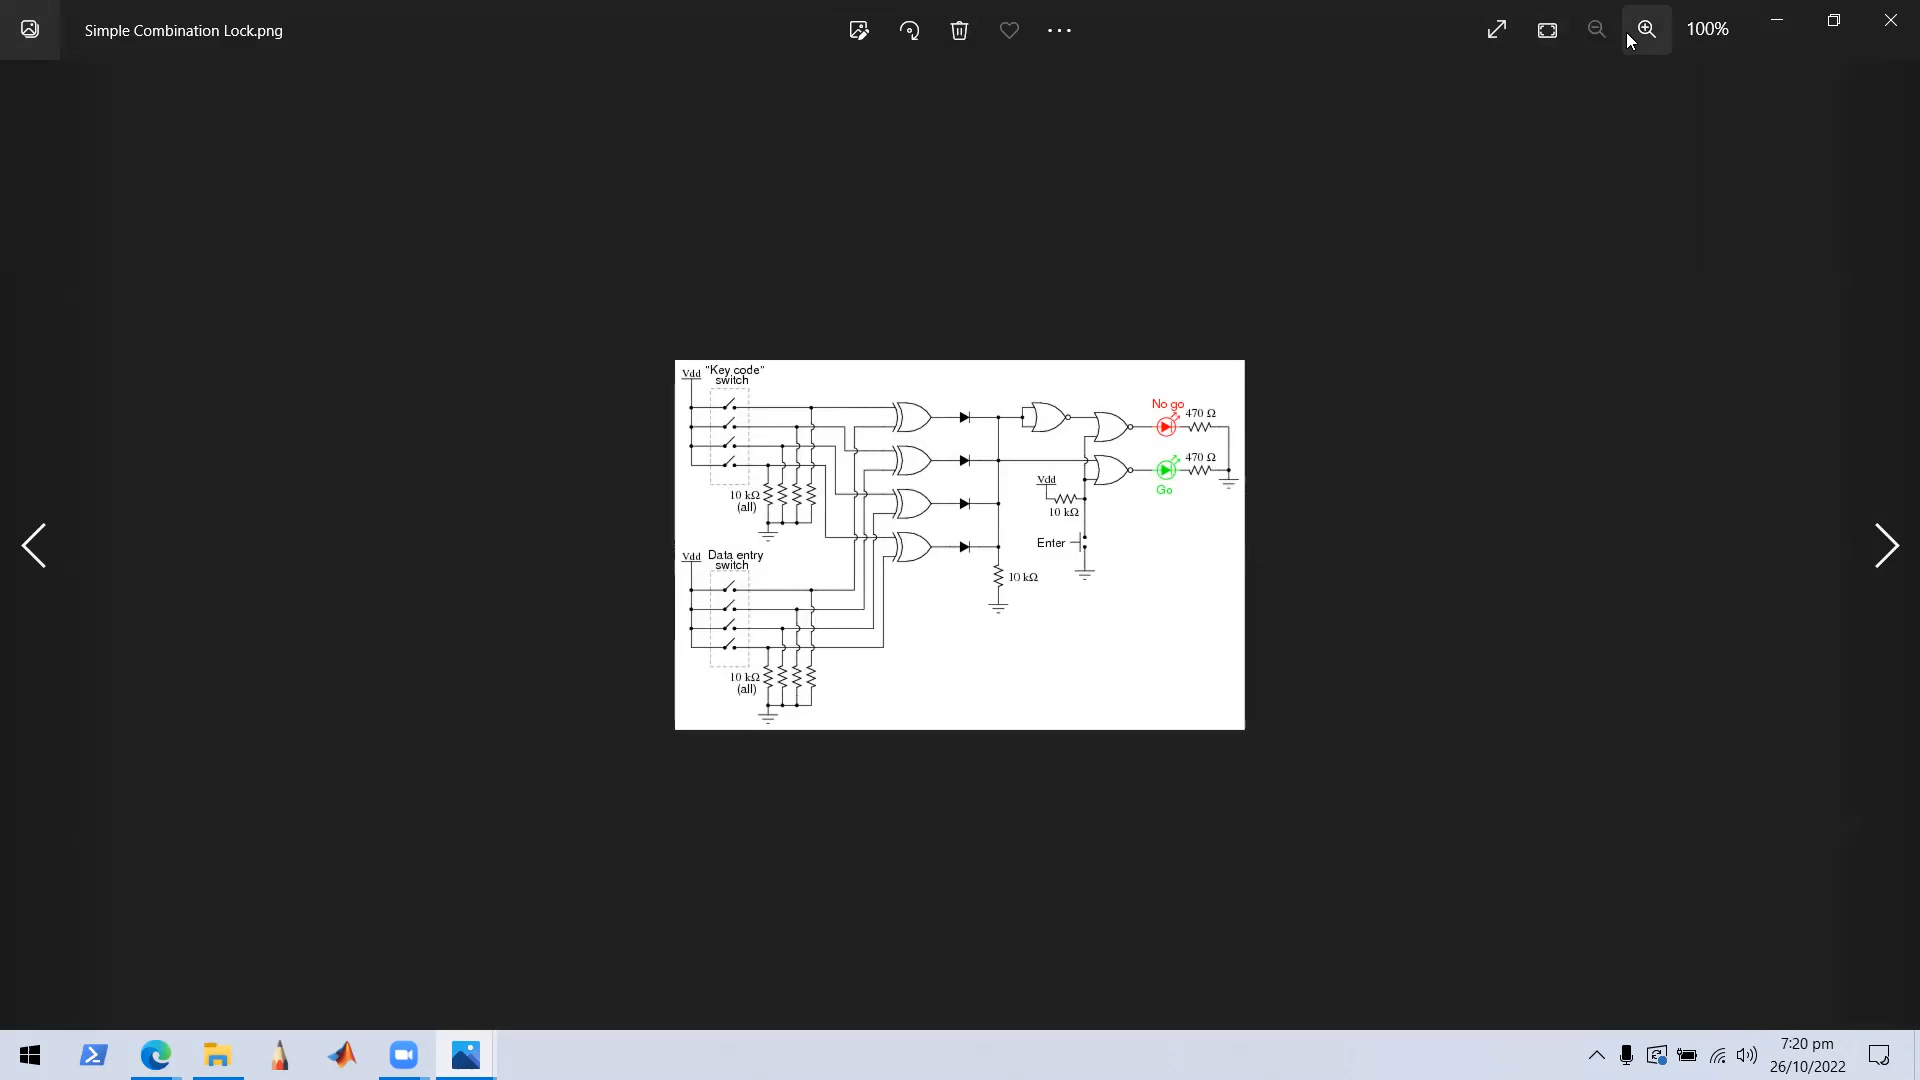 Simple Combination Lock.png
100%
Vdd
"Key code"
switch
No go
470 Ω
470 Ω
Go
Vdd
10 kΩ
10 kΩ
(all)
Enter
Vdd
Data entry
switch
10 kΩ
10 kΩ
(all)
7:20 pm
26/10/2022